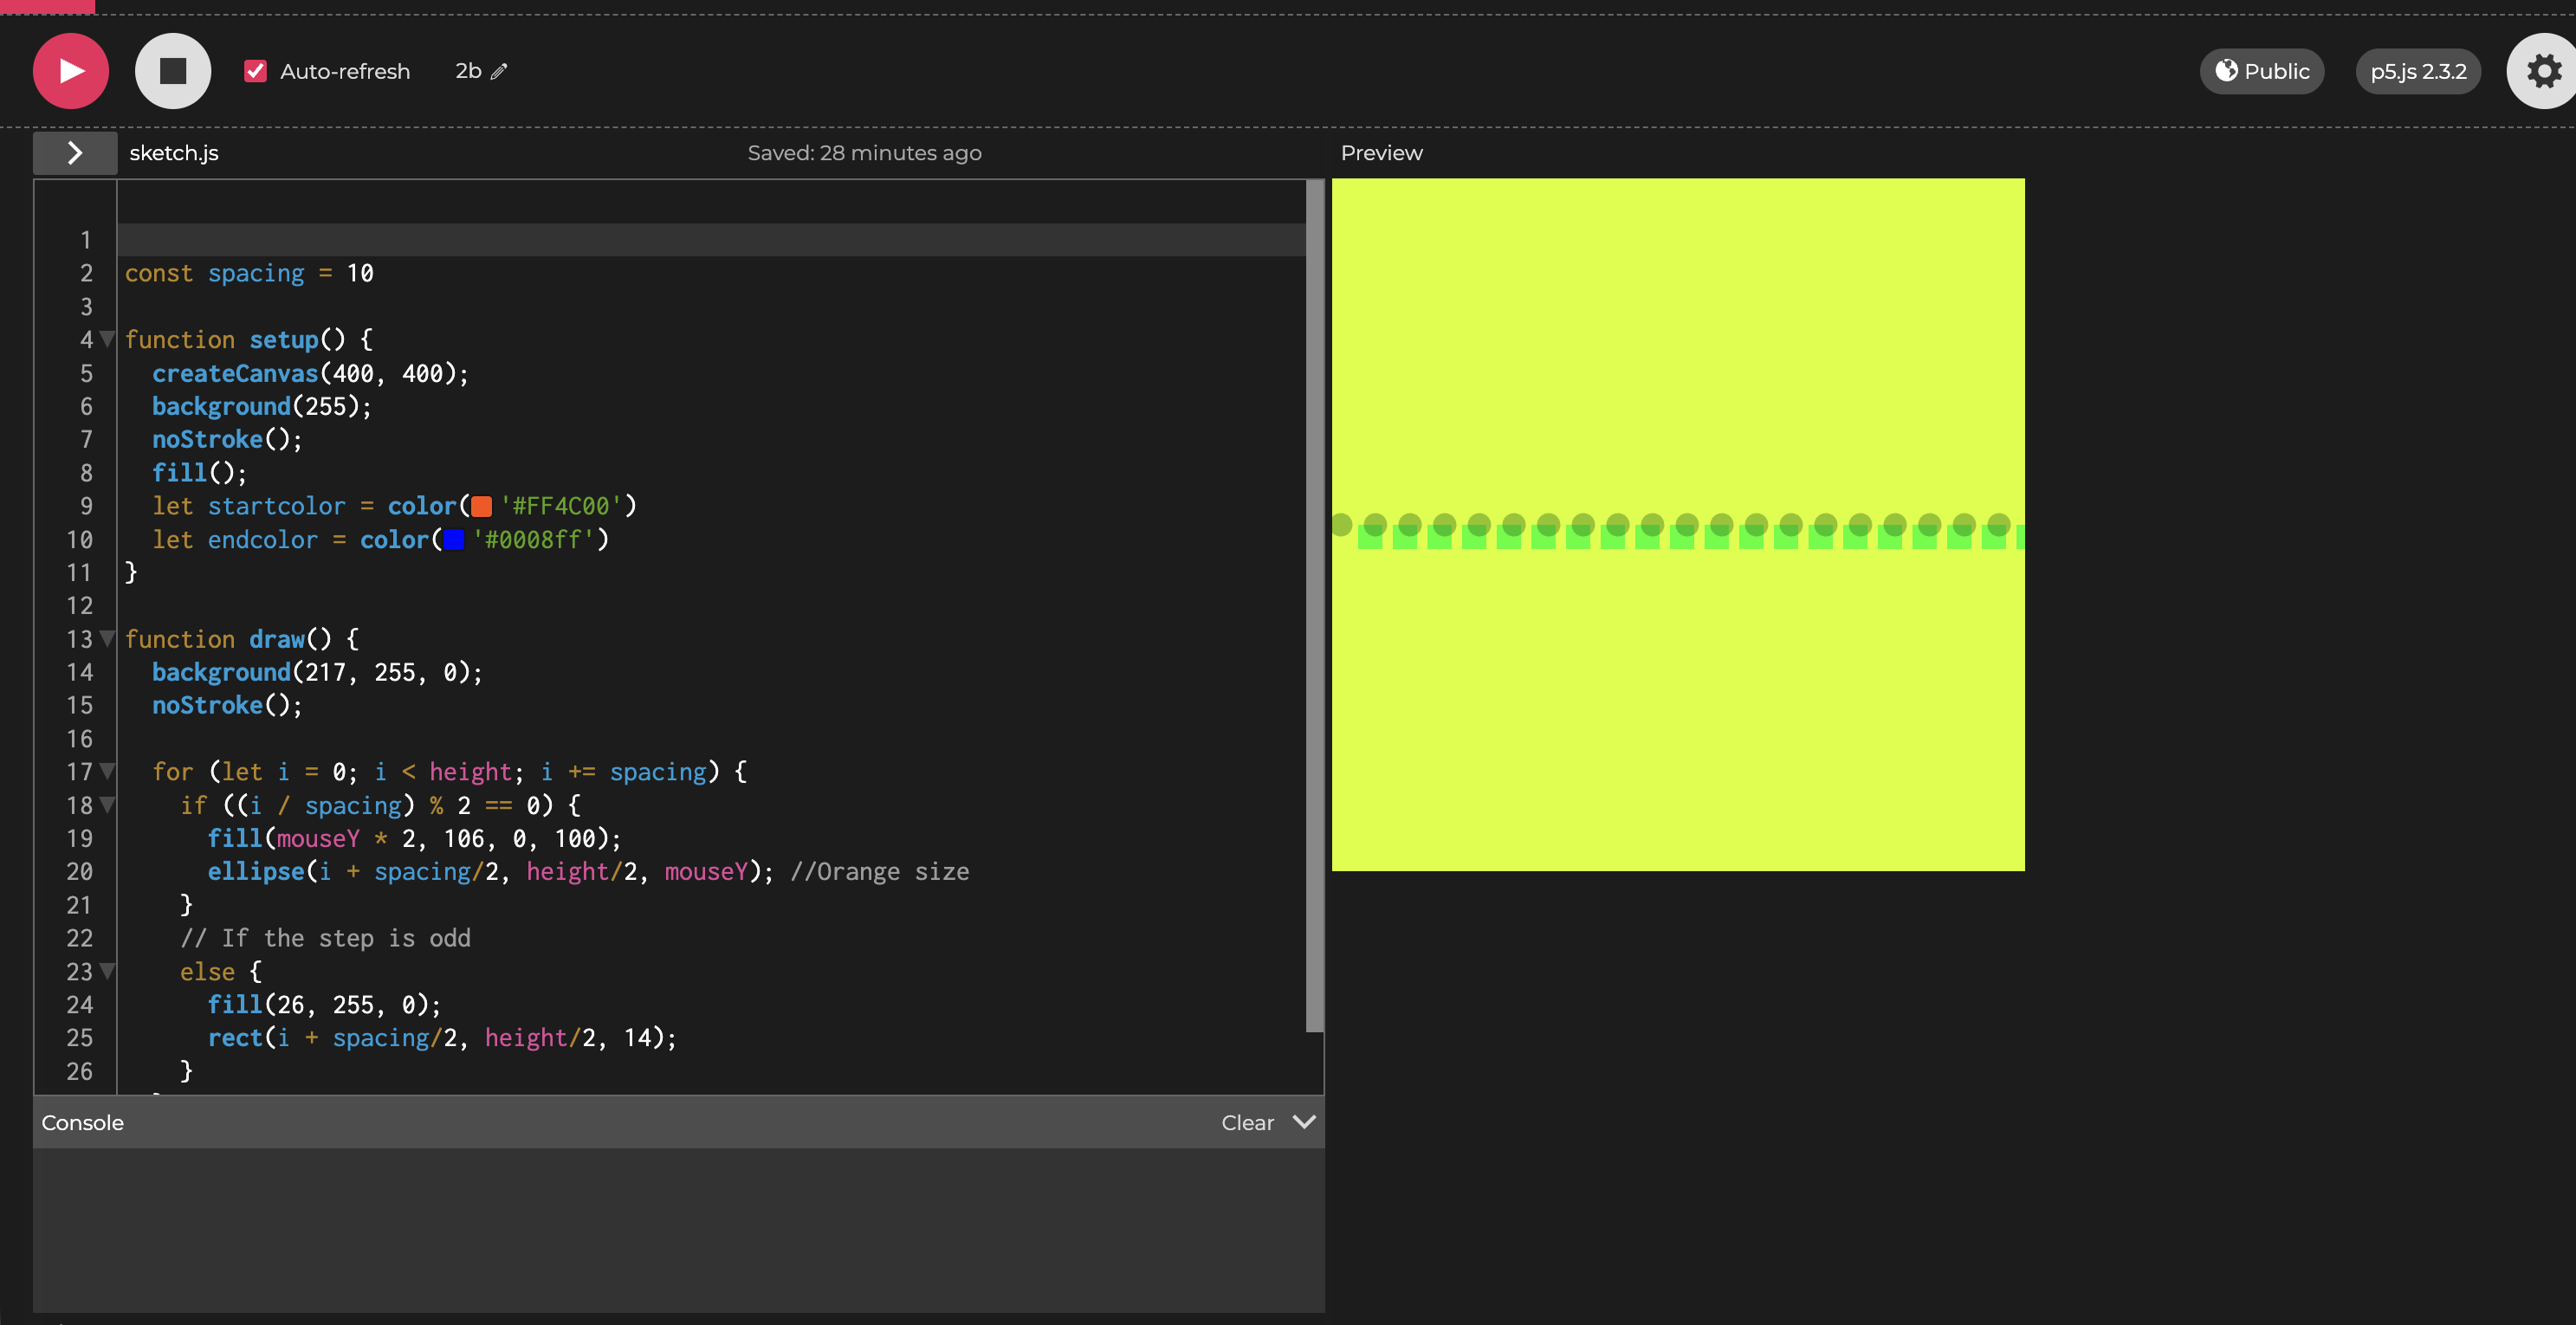 Auto-refresh 2b Public p5.js 2.3.2
sketch.js Saved: 28 minutes ago Preview
1
2 const spacing = 10
3
4 function setup() {
5 createCanvas(400, 400);
6 background(255);
7 noStroke();
8 fill();
9 let startcolor = color('#FF4C00')
10 let endcolor = color('#0008ff')
11 }
12
13 function draw() {
14 background(217, 255, 0);
15 noStroke();
16
17 for (let i = 0; i < height; i += spacing) {
18 if ((i / spacing) % 2 == 0) {
19 fill(mouseY * 2, 106, 0, 100);
20 ellipse(i + spacing/2, height/2, mouseY); //Orange size
21 }
22 // If the step is odd
23 else {
24 fill(26, 255, 0);
25 rect(i + spacing/2, height/2, 14);
26 }
Console Clear